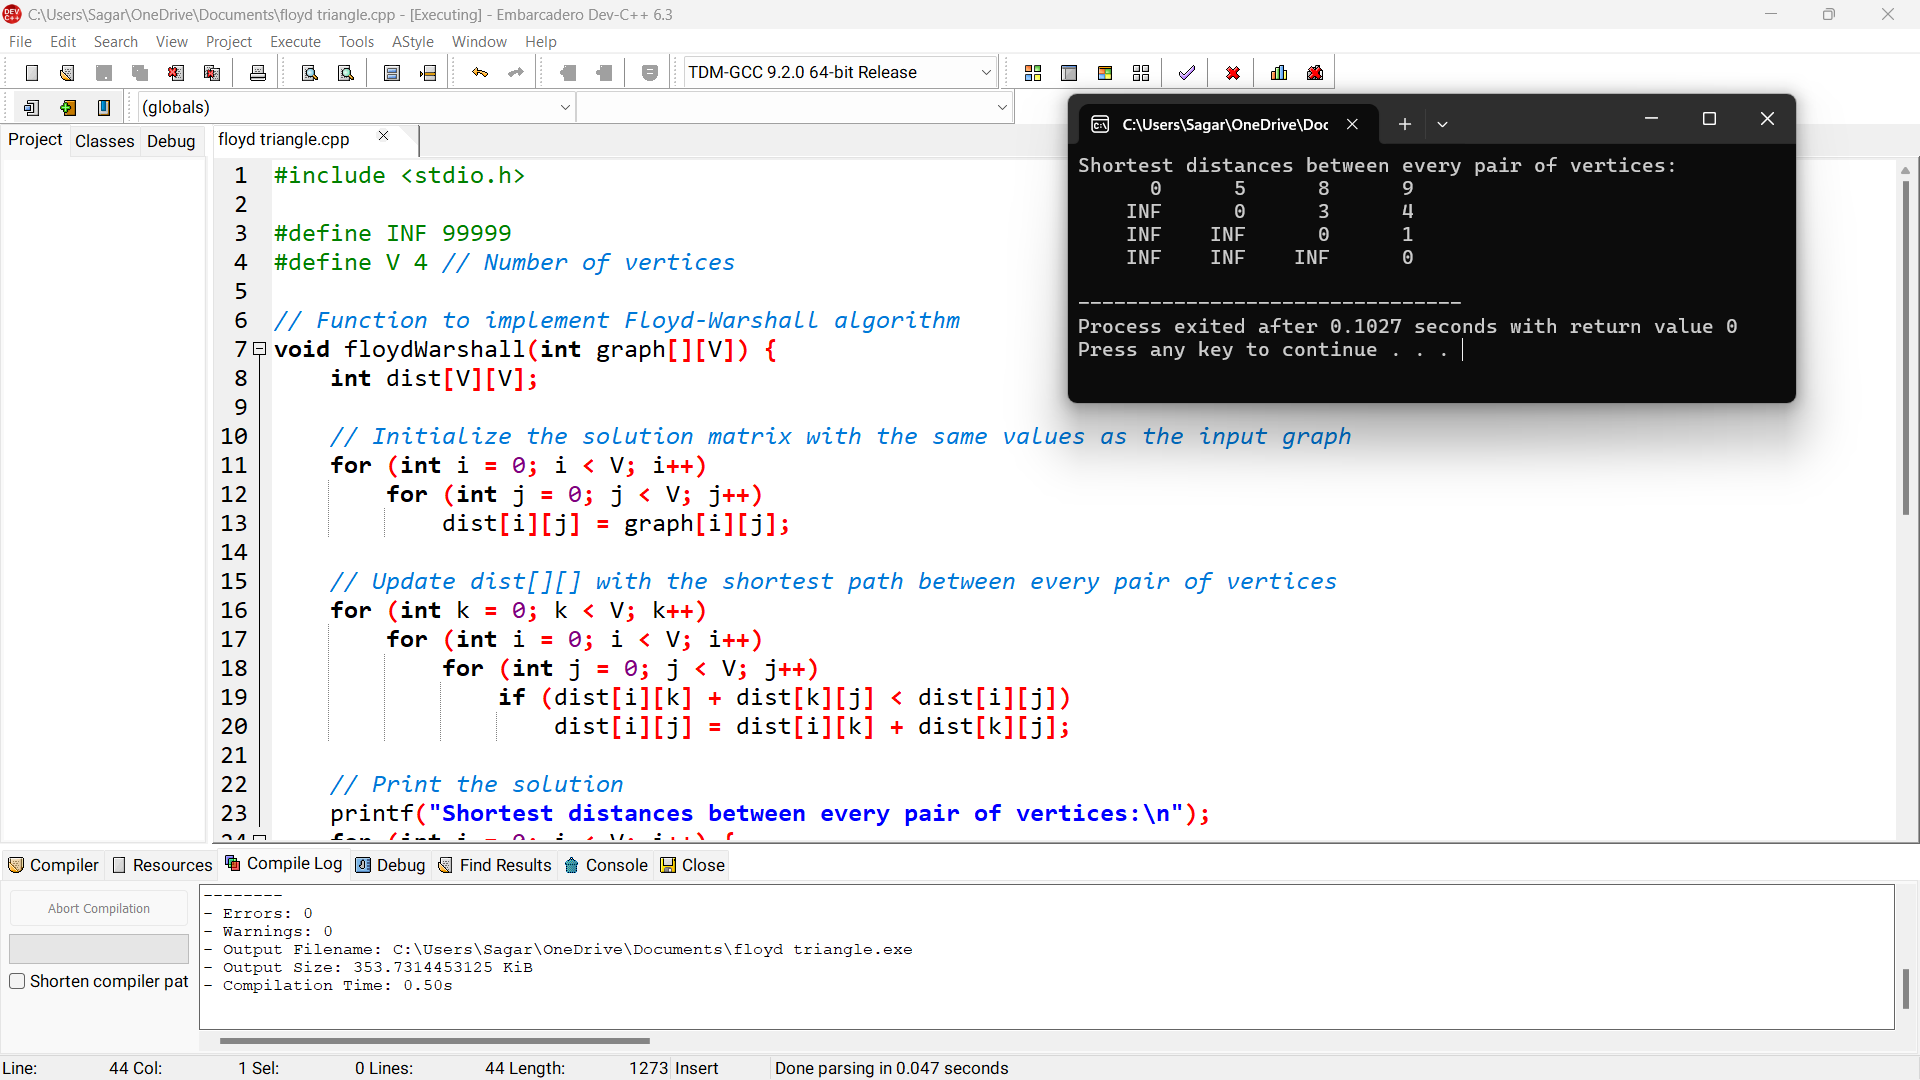 C:\Users\Sagar\OneDrive\Documents\floyd triangle.cpp - [Executing] - Embarcadero Dev-C++ 6.3
File Edit Search View Project Execute Tools AStyle Window Help
TDM-GCC 9.2.0 64-bit Release
(globals)
Project Classes Debug
floyd triangle.cpp
1 #include <stdio.h>
2
3 #define INF 99999
4 #define V 4 // Number of vertices
5
6 // Function to implement Floyd-Warshall algorithm
7 void floydWarshall(int graph[][V]) {
8 int dist[V][V];
9
10 // Initialize the solution matrix with the same values as the input graph
11 for (int i = 0; i < V; i++)
12 for (int j = 0; j < V; j++)
13 dist[i][j] = graph[i][j];
14
15 // Update dist[][] with the shortest path between every pair of vertices
16 for (int k = 0; k < V; k++)
17 for (int i = 0; i < V; i++)
18 for (int j = 0; j < V; j++)
19 if (dist[i][k] + dist[k][j] < dist[i][j])
20 dist[i][j] = dist[i][k] + dist[k][j];
21
22 // Print the solution
23 printf("Shortest distances between every pair of vertices:\n");
24 for (int i = 0; i < V; i++) {
C:\Users\Sagar\OneDrive\Doc
Shortest distances between every pair of vertices:
0 5 8 9
INF 0 3 4
INF INF 0 1
INF INF INF 0
--------------------------------
Process exited after 0.1027 seconds with return value 0
Press any key to continue . . .
Compiler Resources Compile Log Debug Find Results Console Close
Abort Compilation
Shorten compiler pat
--------
- Errors: 0
- Warnings: 0
- Output Filename: C:\Users\Sagar\OneDrive\Documents\floyd triangle.exe
- Output Size: 353.7314453125 KiB
- Compilation Time: 0.50s
Line: 44 Col: 1 Sel: 0 Lines: 44 Length: 1273 Insert Done parsing in 0.047 seconds